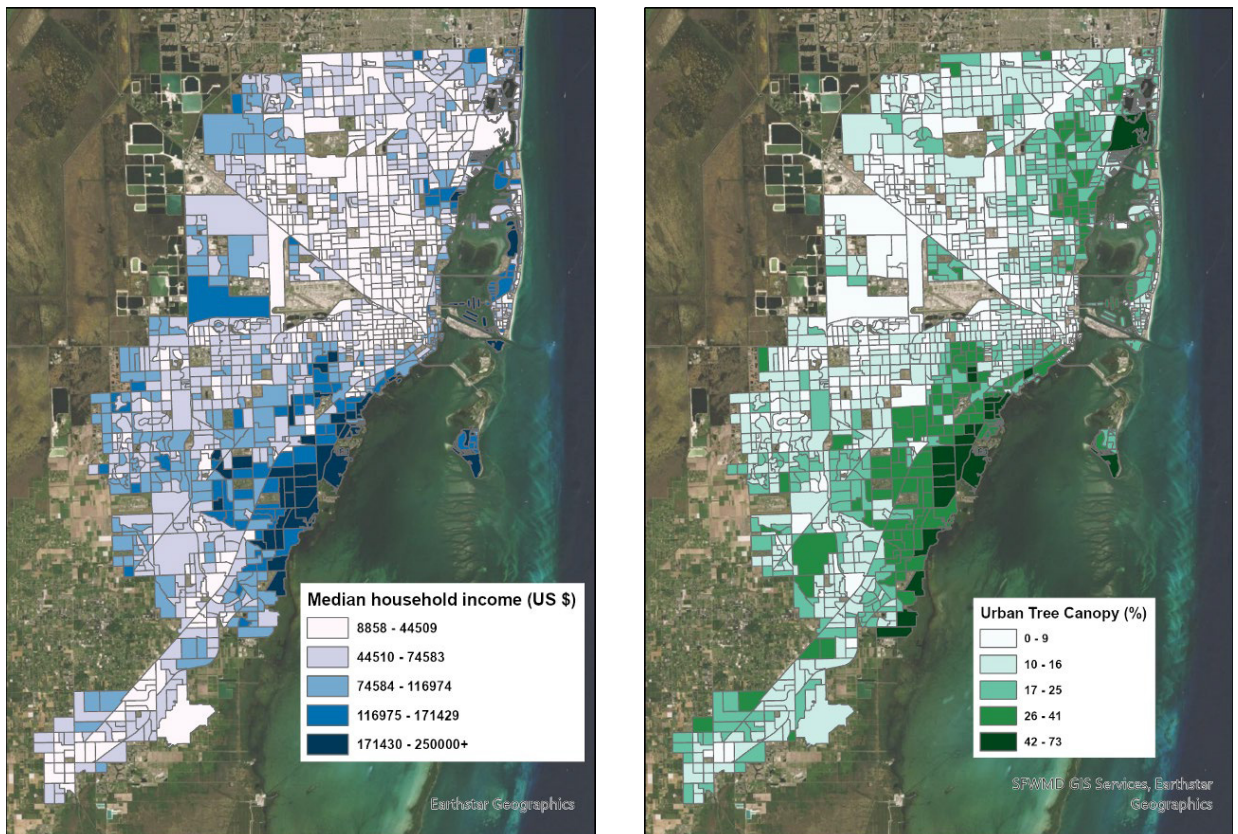 Median household income (US $)
8858 - 44509
44510 - 74583
74584 - 116974
116975 - 171429
171430 - 250000+
Earthstar Geographics
Urban Tree Canopy (%)
0 - 9
10 - 16
17 - 25
26 - 41
42 - 73
SFWMD GIS Services, Earthstar
Geographics